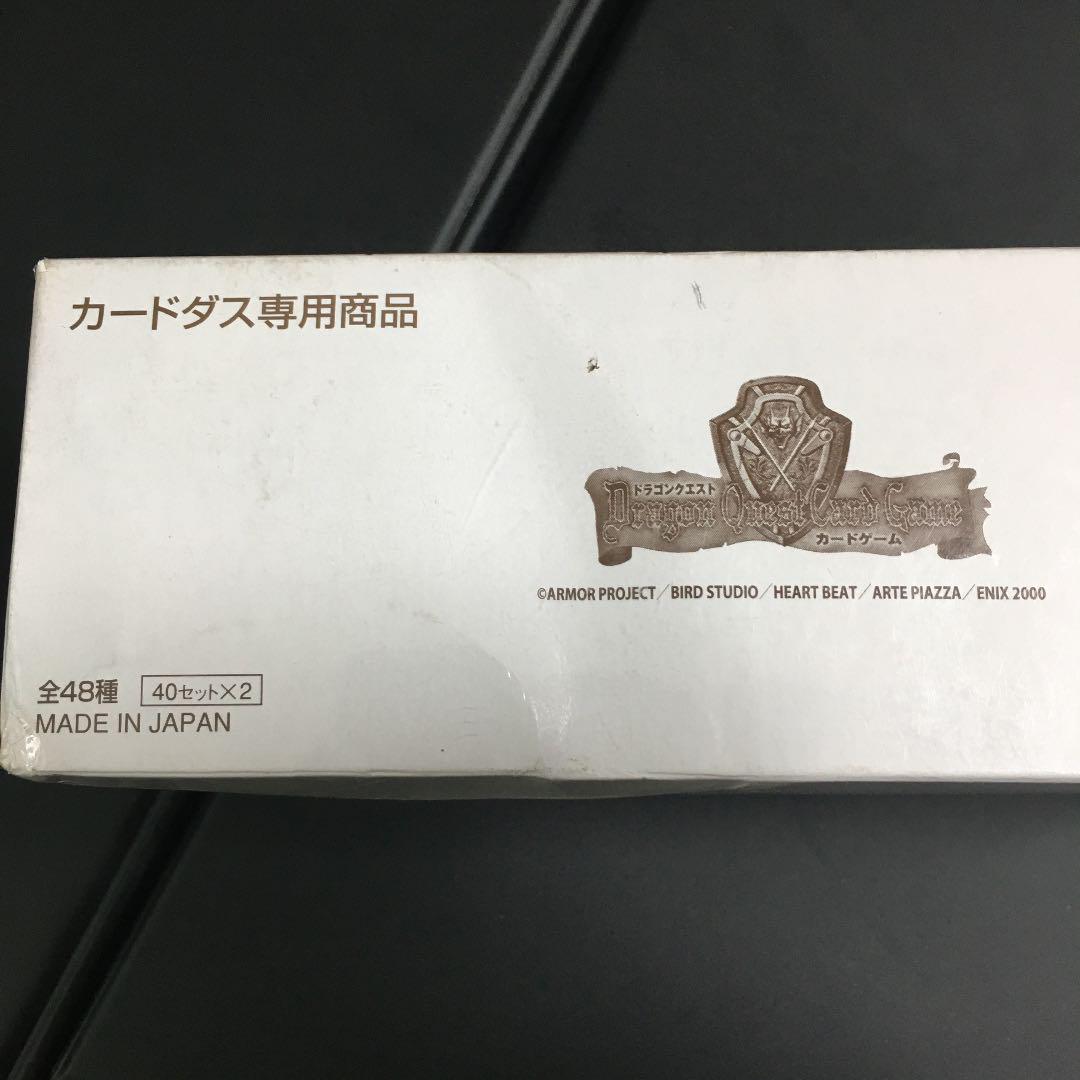 カードダス専用商品
ドラゴンクエスト
Dragon Quest Card Game
カードゲーム
©ARMOR PROJECT／BIRD STUDIO／HEART BEAT／ARTE PIAZZA／ENIX 2000
全48種 40セット×2
MADE IN JAPAN